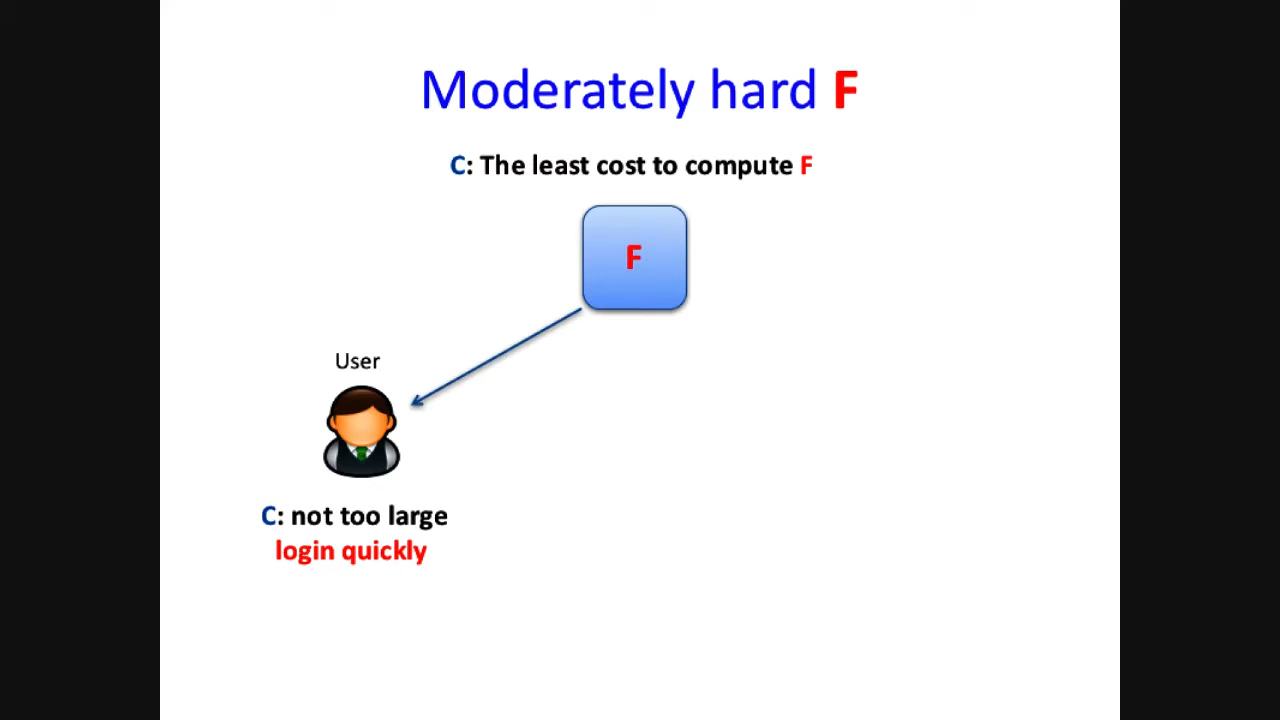 Moderately hard F
C: The least cost to compute F
F
User
C: not too large
login quickly